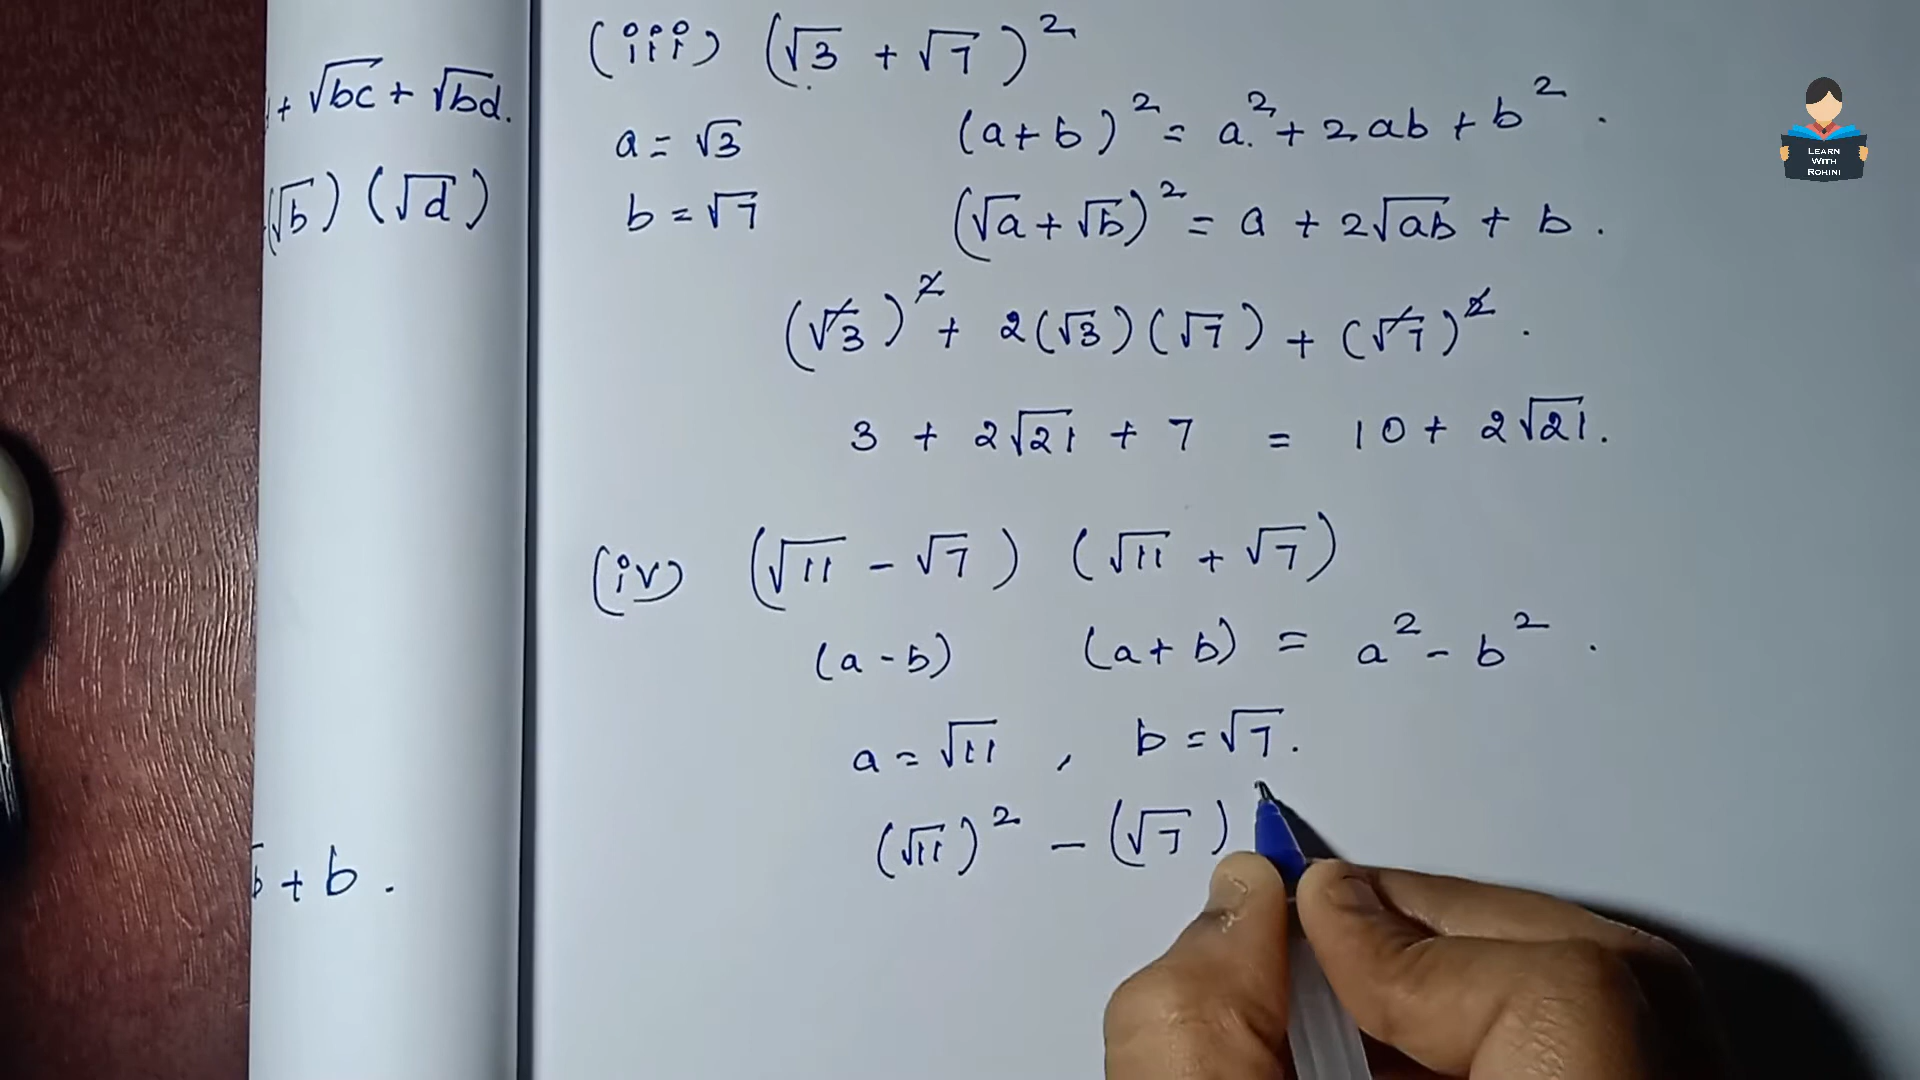 + √bc + √bd.
(√b) (√d)
b + b .
(iii) (√3 + √7)²
a = √3
(a + b)² = a² + 2ab + b² .
b = √7
(√a + √b)² = a + 2√ab + b .
(√3)² + 2(√3)(√7) + (√7)² .
3 + 2√21 + 7 = 10 + 2√21.
(iv) (√11 - √7) (√11 + √7)
(a - b) (a + b) = a² - b² .
a = √11 , b = √7.
(√11)² - (√7)
LEARN
WITH
ROHINI